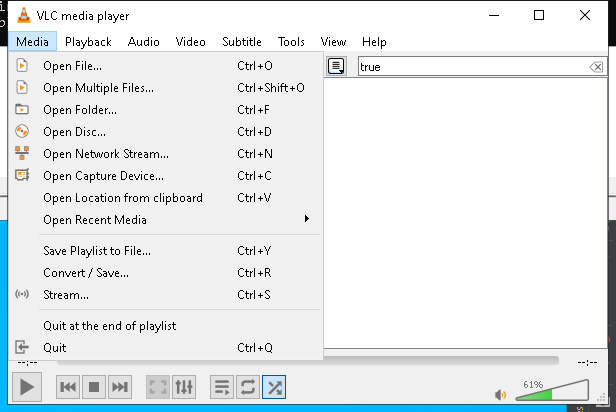 VLC media player
Media Playback Audio Video Subtitle Tools View Help
Open File... Ctrl+O
true
Open Multiple Files... Ctrl+Shift+O
Open Folder... Ctrl+F
Open Disc... Ctrl+D
Open Network Stream... Ctrl+N
Open Capture Device... Ctrl+C
Open Location from clipboard Ctrl+V
Open Recent Media
Save Playlist to File... Ctrl+Y
Convert / Save... Ctrl+R
Stream... Ctrl+S
Quit at the end of playlist
Quit Ctrl+Q
--:-- --:--
61%